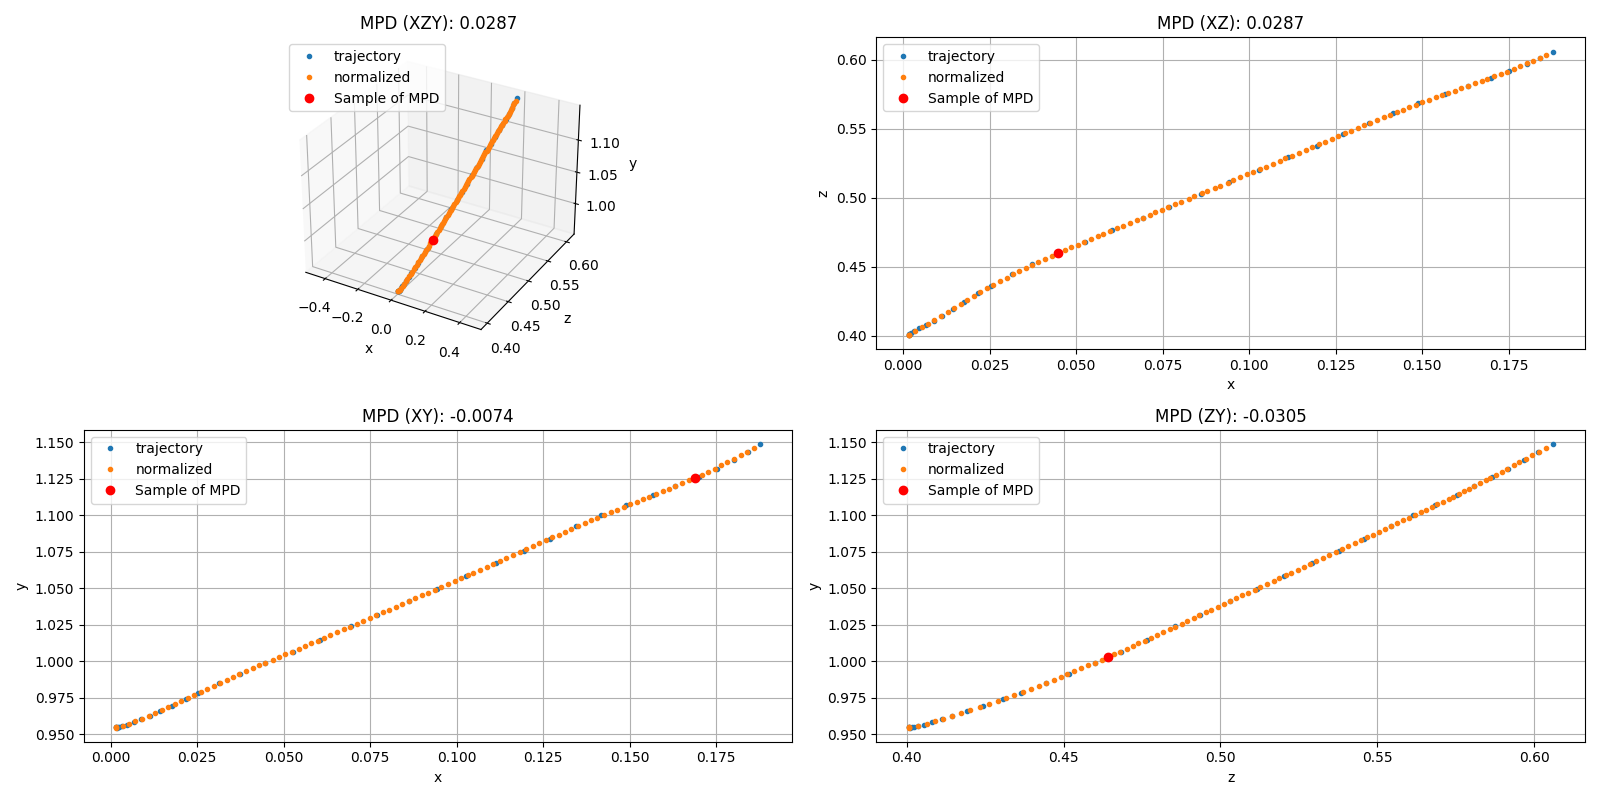 MPD (XZY): 0.0287
trajectory
normalized
Sample of MPD
1.10
1.05
1.00
y
0.60
0.55
0.50
0.45
0.40
z
−0.4
−0.2
0.0
0.2
0.4
x
MPD (XZ): 0.0287
trajectory
normalized
Sample of MPD
0.60
0.55
0.50
0.45
0.40
z
0.000 0.025 0.050 0.075 0.100 0.125 0.150 0.175
x
MPD (XY): -0.0074
trajectory
normalized
Sample of MPD
1.150
1.125
1.100
1.075
1.050
1.025
1.000
0.975
0.950
y
0.000 0.025 0.050 0.075 0.100 0.125 0.150 0.175
x
MPD (ZY): -0.0305
trajectory
normalized
Sample of MPD
1.150
1.125
1.100
1.075
1.050
1.025
1.000
0.975
0.950
y
0.40 0.45 0.50 0.55 0.60
z